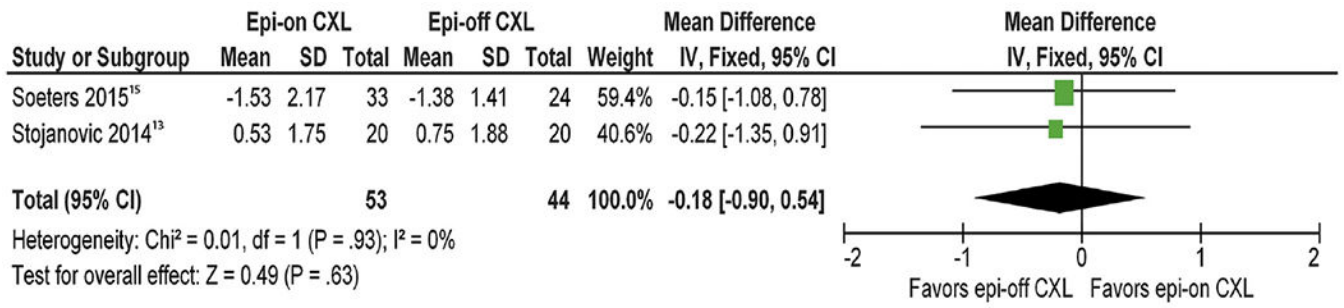 Epi-on CXL Epi-off CXL Mean Difference Mean Difference
Study or Subgroup Mean SD Total Mean SD Total Weight IV, Fixed, 95% CI IV, Fixed, 95% CI
Soeters 2015¹⁵ -1.53 2.17 33 -1.38 1.41 24 59.4% -0.15 [-1.08, 0.78]
Stojanovic 2014¹³ 0.53 1.75 20 0.75 1.88 20 40.6% -0.22 [-1.35, 0.91]
Total (95% CI) 53 44 100.0% -0.18 [-0.90, 0.54]
Heterogeneity: Chi² = 0.01, df = 1 (P = .93); I² = 0%
Test for overall effect: Z = 0.49 (P = .63)
-2 -1 0 1 2
Favors epi-off CXL Favors epi-on CXL